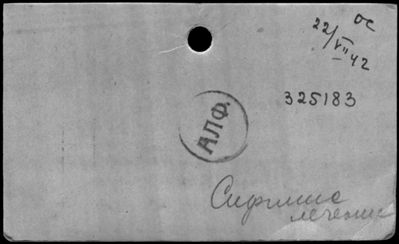 ос
22/VII 42
325183
АЛФ.
Сифилис
лечение